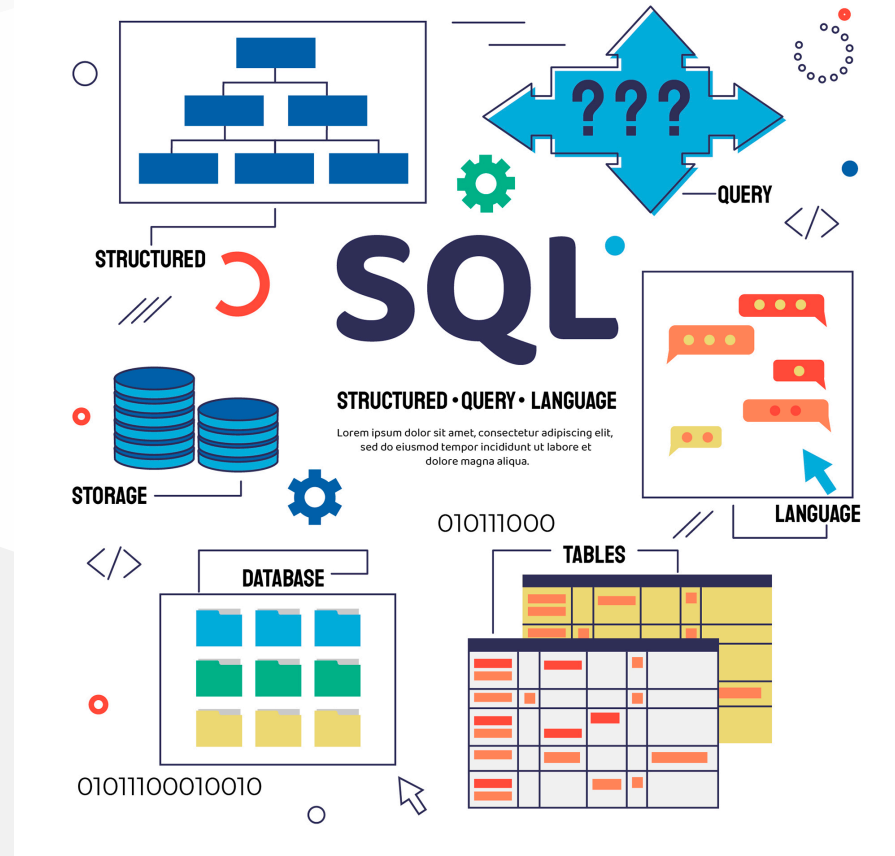 ???
QUERY
STRUCTURED
</>
SQL
STRUCTURED • QUERY • LANGUAGE
Lorem ipsum dolor sit amet, consectetur adipiscing elit,
sed do eiusmod tempor incididunt ut labore et
dolore magna aliqua.
STORAGE
LANGUAGE
010111000
</>
DATABASE
TABLES
01011100010010